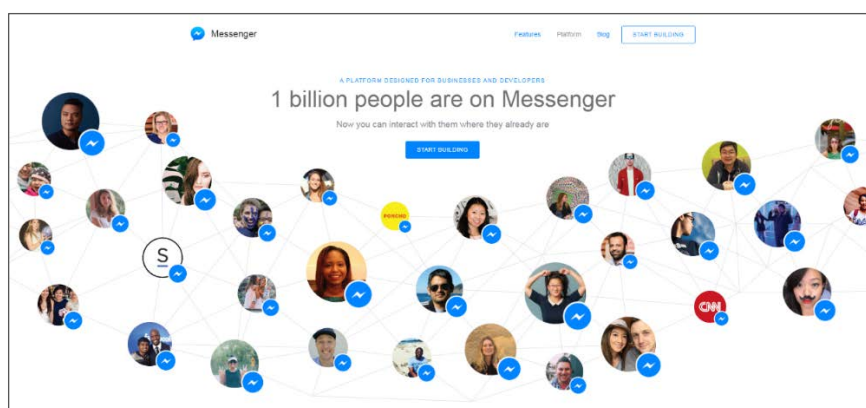 Messenger
Features Platform Blog START BUILDING
A PLATFORM DESIGNED FOR BUSINESSES AND DEVELOPERS
1 billion people are on Messenger
Now you can interact with them where they already are
START BUILDING
PONCHO
S
CNN